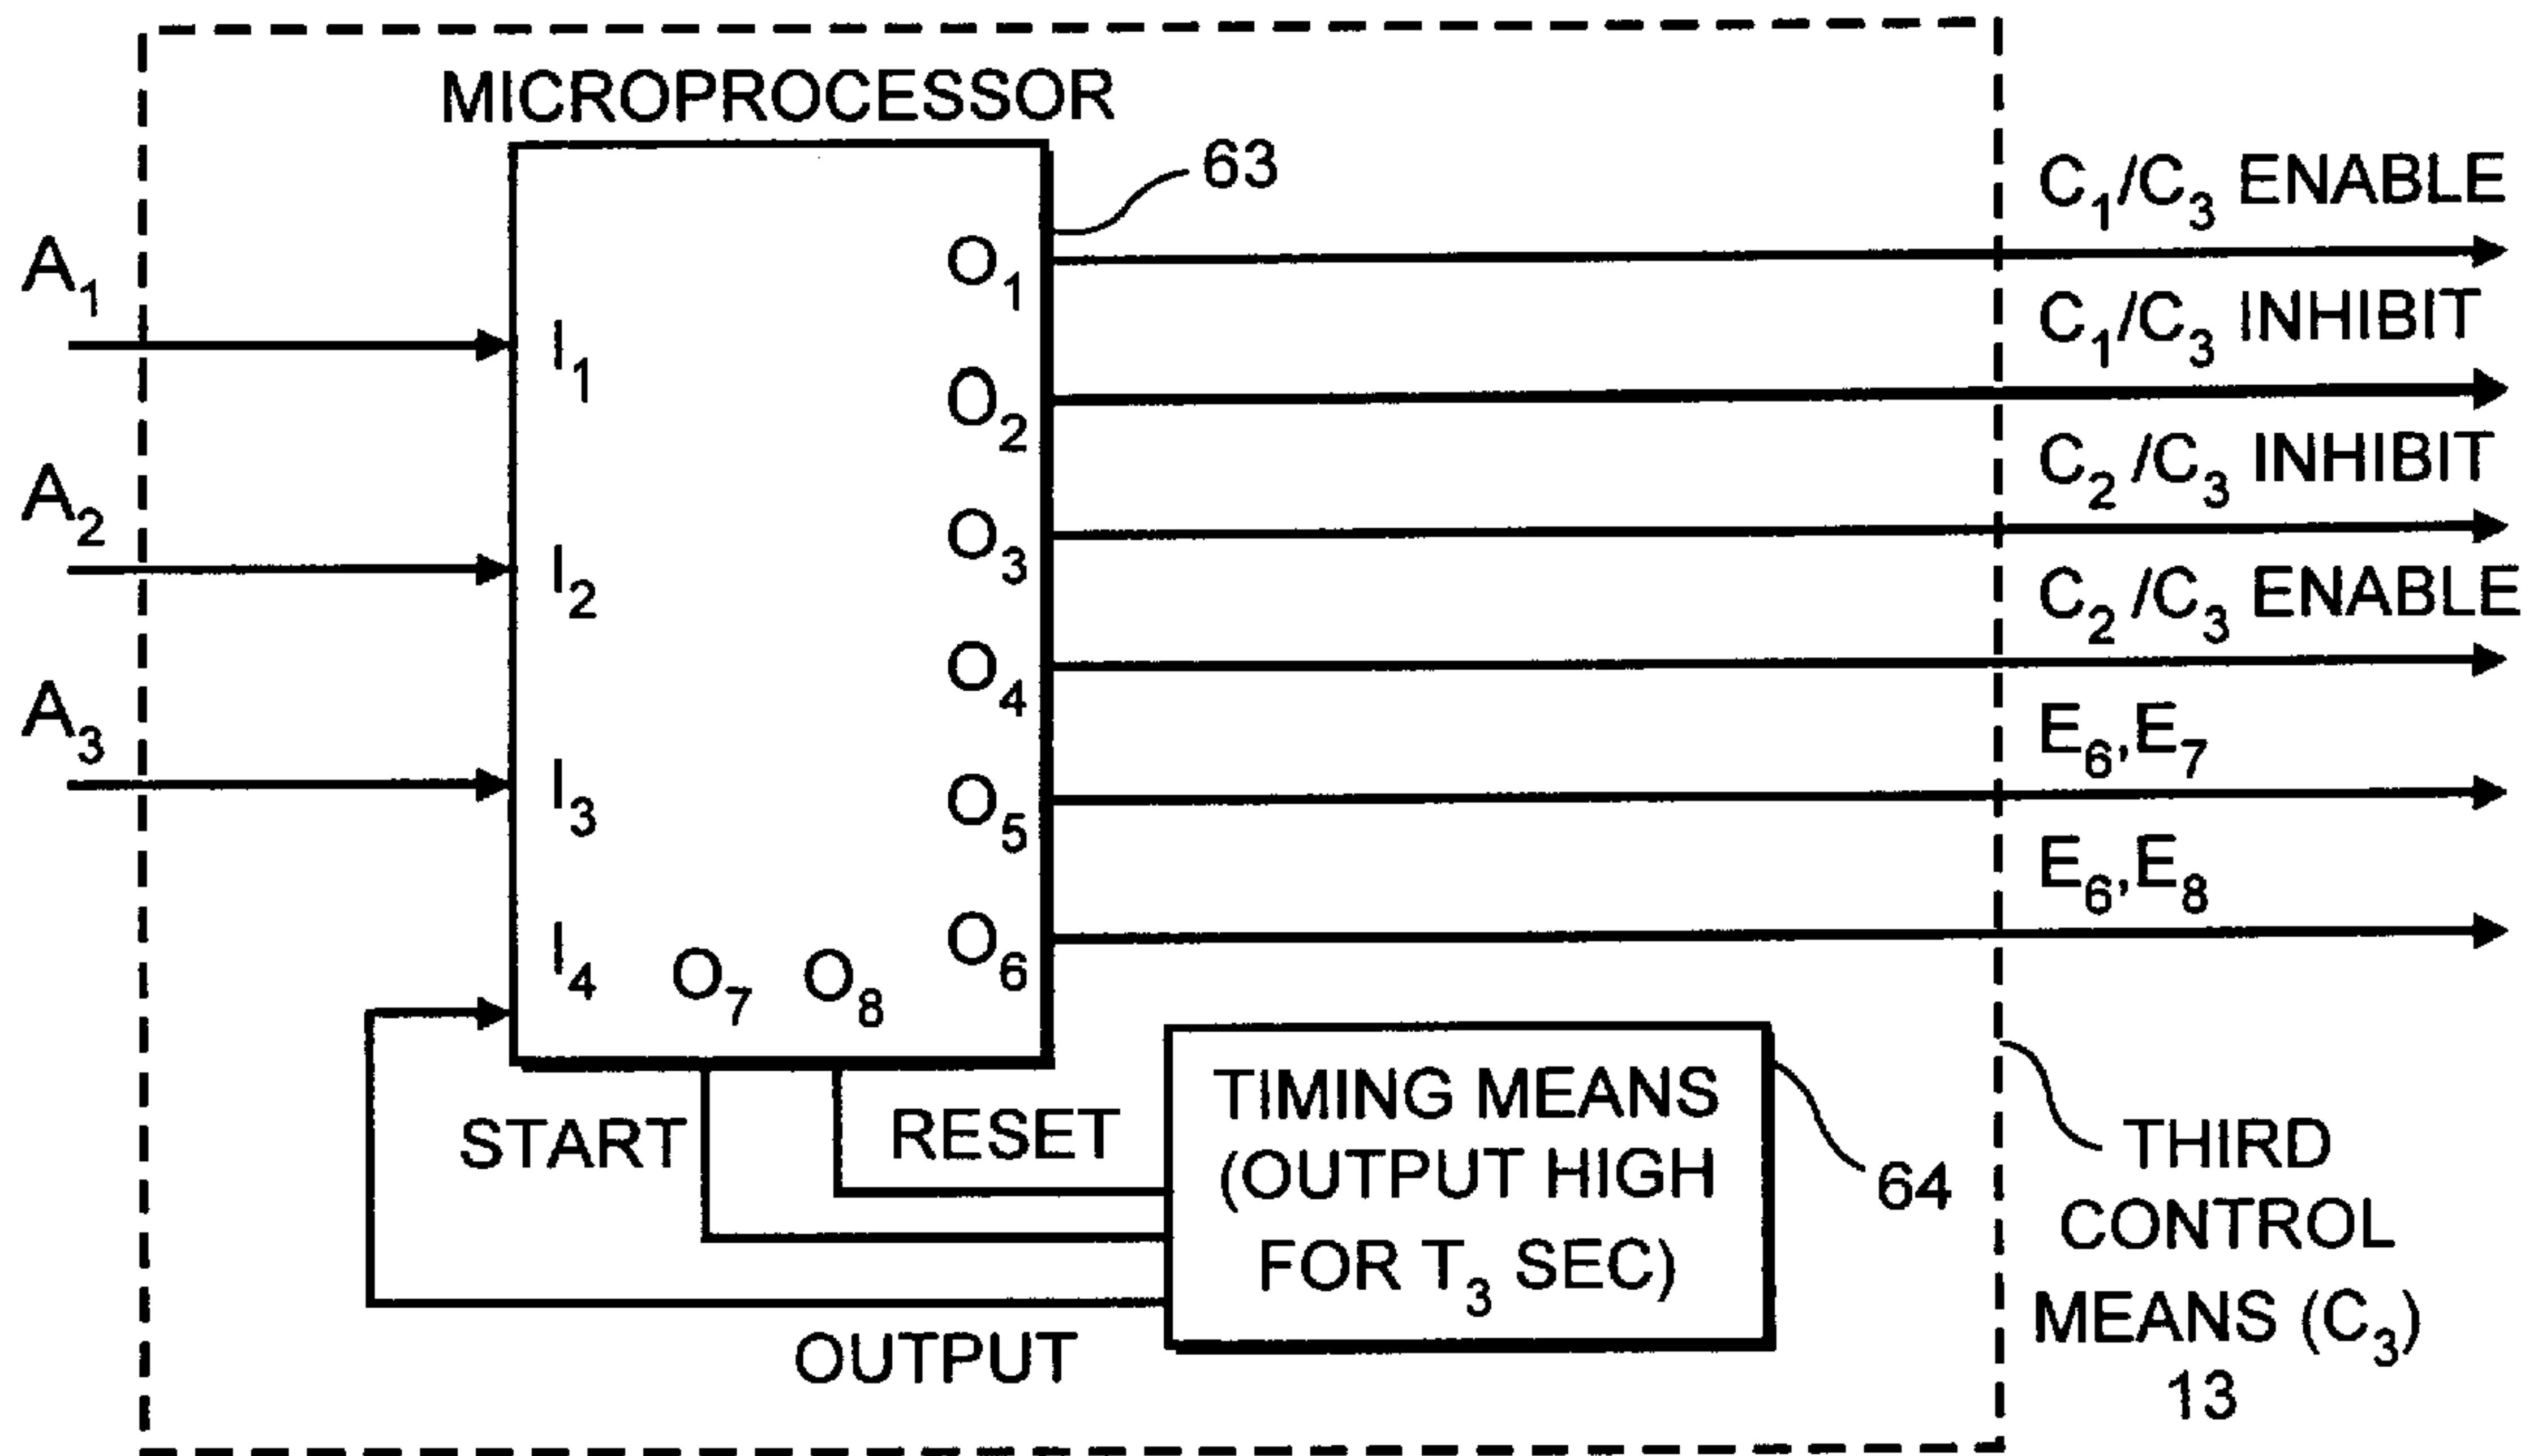 MICROPROCESSOR
63
A₁
A₂
A₃
I₁
I₂
I₃
I₄
O₁
O₂
O₃
O₄
O₅
O₆
O₇ O₈
C₁/C₃ ENABLE
C₁/C₃ INHIBIT
C₂/C₃ INHIBIT
C₂/C₃ ENABLE
E₆,E₇
E₆,E₈
START
RESET
OUTPUT
TIMING MEANS
(OUTPUT HIGH
FOR T₃ SEC)
64
THIRD
CONTROL
MEANS (C₃)
13